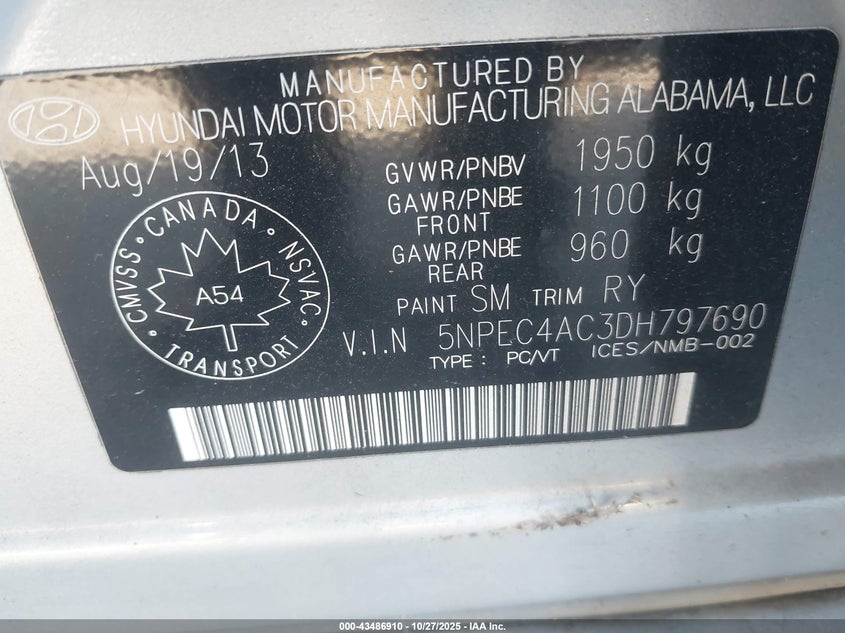 MANUFACTURED BY
HYUNDAI MOTOR MANUFACTURING ALABAMA, LLC
Aug/19/13
GVWR/PNBV 1950 kg
GAWR/PNBE FRONT 1100 kg
GAWR/PNBE REAR 960 kg
PAINT SM TRIM RY
V.I.N 5NPEC4AC3DH797690
TYPE : PC/VT ICES/NMB-002
CANADA
CMVSS · NSVAC
A54
TRANSPORT
000-43486910 | 10/27/2025 | IAA Inc.